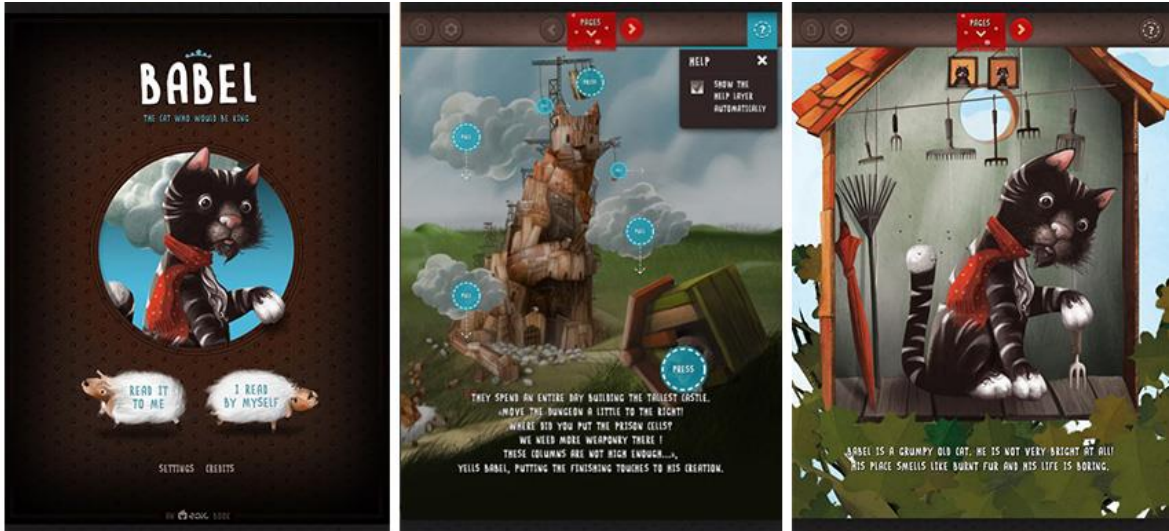 BABEL
THE CAT WHO WOULD BE KING
READ IT
TO ME
I READ
BY MYSELF
SETTINGS CREDITS
AN BOOK
PAGES
?
HELP
SHOW THE
HELP LAYER
AUTOMATICALLY
PRESS
PULL
PULL
PULL
PRESS
THEY SPEND AN ENTIRE DAY BUILDING THE TALLEST CASTLE.
«MOVE THE DUNGEON A LITTLE TO THE RIGHT!
WHERE DID YOU PUT THE PRISON CELLS?
WE NEED MORE WEAPONRY THERE !
THESE COLUMNS ARE NOT HIGH ENOUGH...»,
YELLS BABEL, PUTTING THE FINISHING TOUCHES TO HIS CREATION.
PAGES
?
BABEL IS A GRUMPY OLD CAT. HE IS NOT VERY BRIGHT AT ALL!
HIS PLACE SMELLS LIKE BURNT FUR AND HIS LIFE IS BORING.